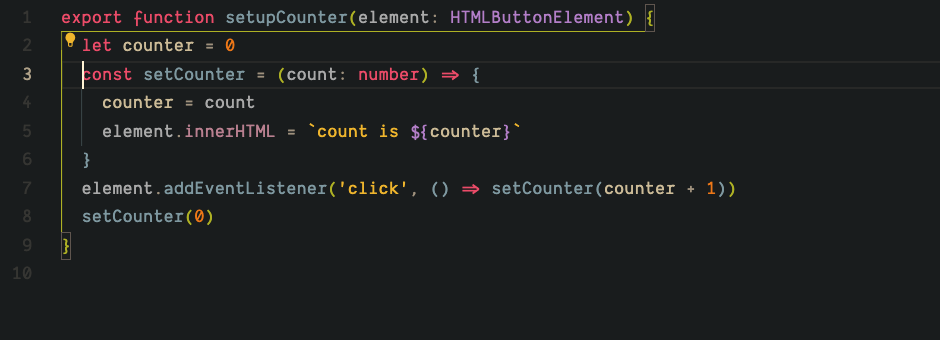 1 export function setupCounter(element: HTMLButtonElement) {
2   let counter = 0
3   const setCounter = (count: number) => {
4     counter = count
5     element.innerHTML = `count is ${counter}`
6   }
7   element.addEventListener('click', () => setCounter(counter + 1))
8   setCounter(0)
9 }
10